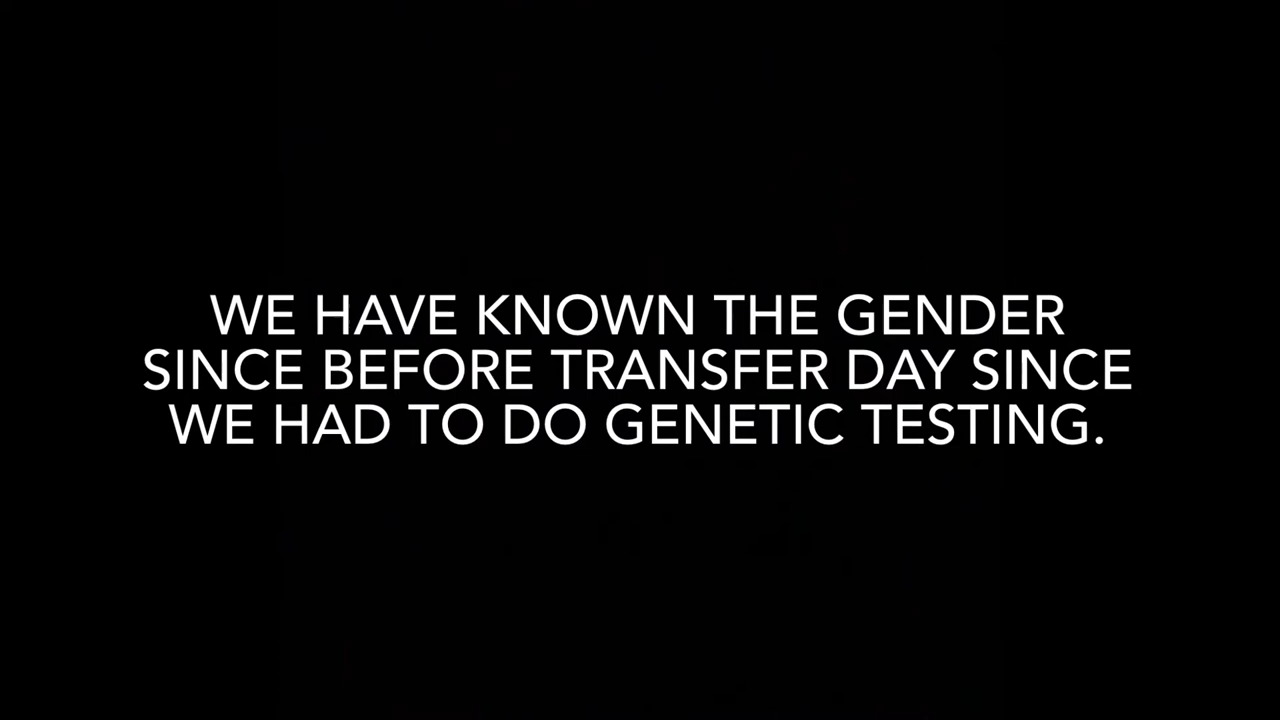 WE HAVE KNOWN THE GENDER
SINCE BEFORE TRANSFER DAY SINCE
WE HAD TO DO GENETIC TESTING.